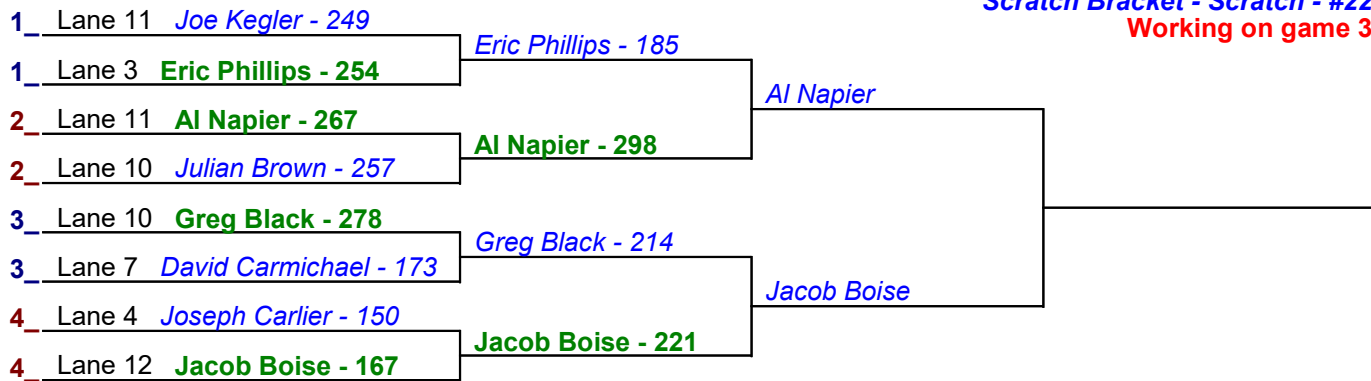 Scratch Bracket - Scratch - #22
Working on game 3
1_ Lane 11 Joe Kegler - 249
Eric Phillips - 185
1_ Lane 3 Eric Phillips - 254
Al Napier
2_ Lane 11 Al Napier - 267
Al Napier - 298
2_ Lane 10 Julian Brown - 257
3_ Lane 10 Greg Black - 278
Greg Black - 214
3_ Lane 7 David Carmichael - 173
Jacob Boise
4_ Lane 4 Joseph Carlier - 150
Jacob Boise - 221
4_ Lane 12 Jacob Boise - 167